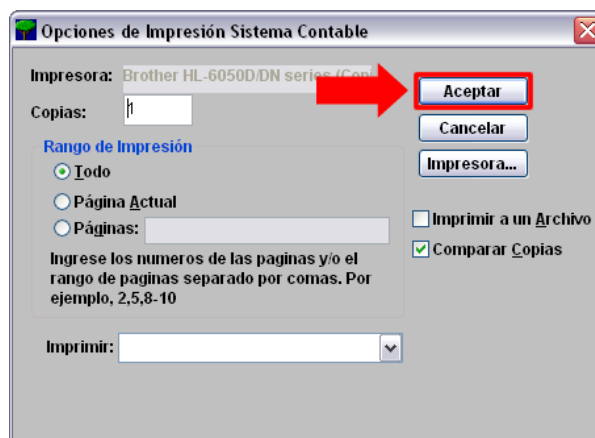 Opciones de Impresión Sistema Contable
Impresora: Brother HL-6050D/DN series (Copi
Copias: 1
Aceptar
Cancelar
Impresora...
Rango de Impresión
Todo
Página Actual
Páginas:
Ingrese los numeros de las paginas y/o el
rango de paginas separado por comas. Por
ejemplo, 2,5,8-10
Imprimir a un Archivo
Comparar Copias
Imprimir: